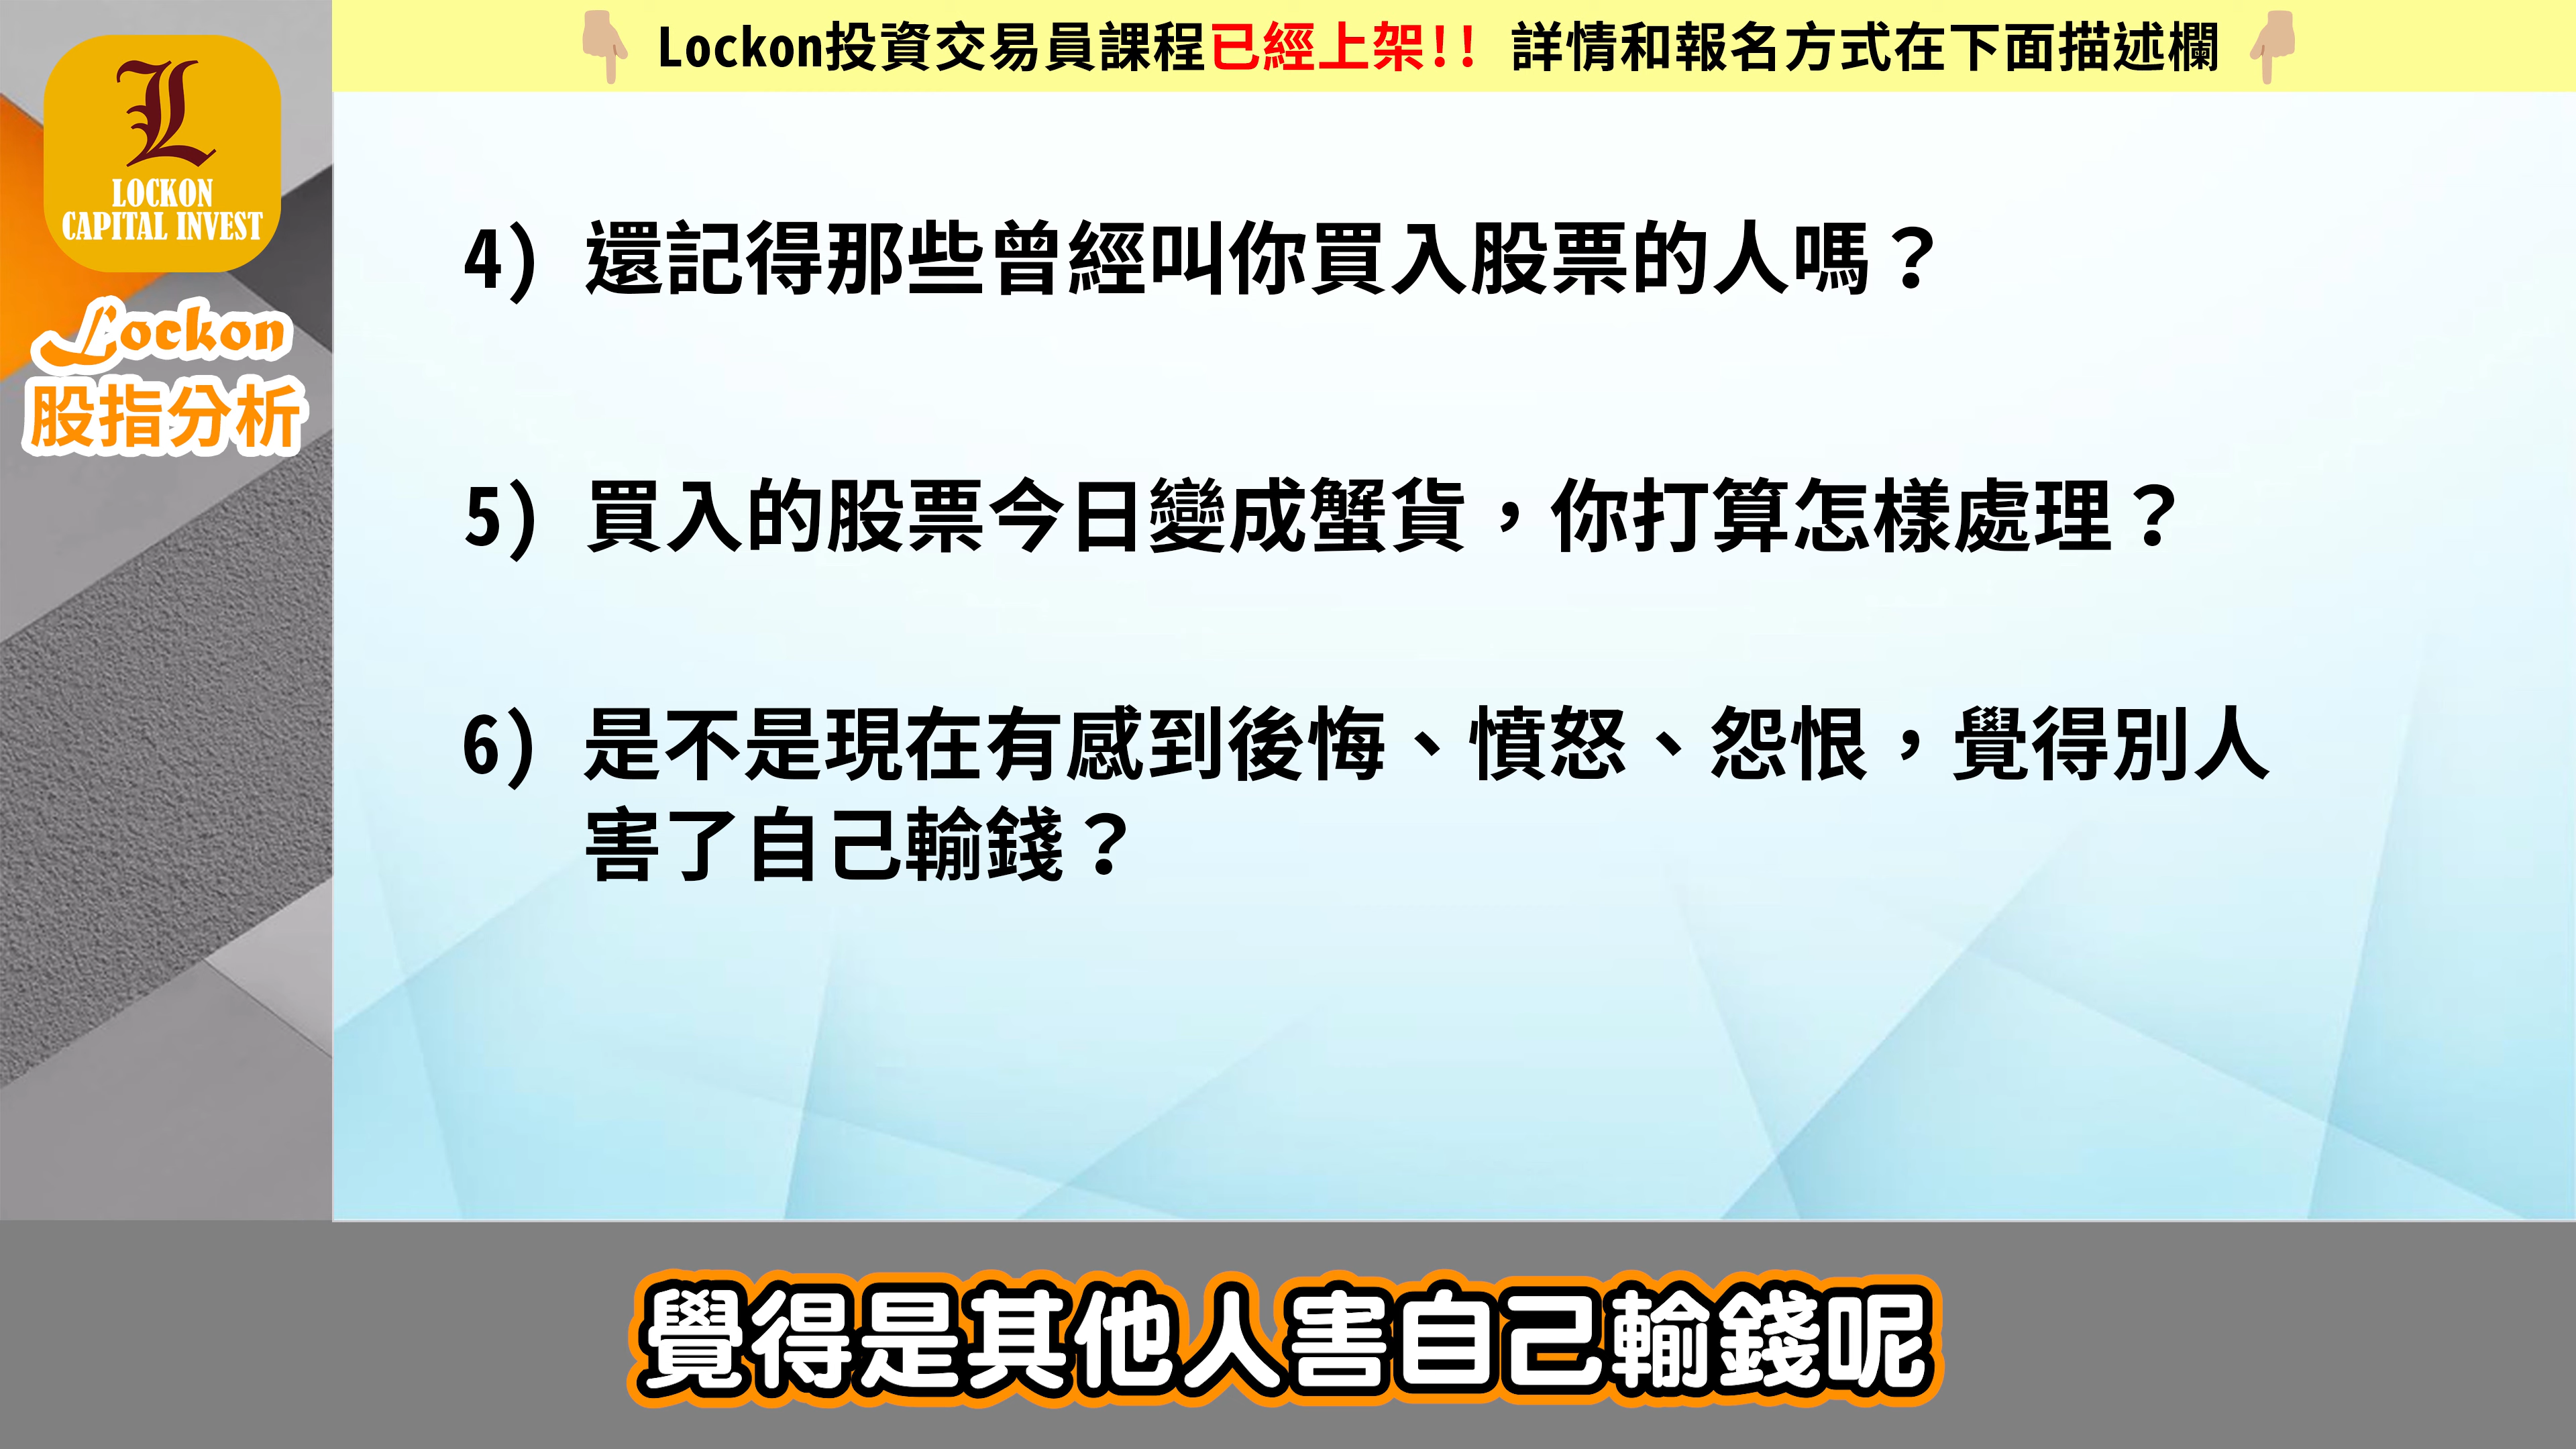 👇🏽 Lockon投資交易員課程已經上架!! 詳情和報名方式在下面描述欄 👇🏽
L
LOCKON
CAPITAL INVEST
Lockon
股指分析
4) 還記得那些曾經叫你買入股票的人嗎？
5) 買入的股票今日變成蟹貨，你打算怎樣處理？
6) 是不是現在有感到後悔、憤怒、怨恨，覺得別人
害了自己輸錢？
覺得是其他人害自己輸錢呢